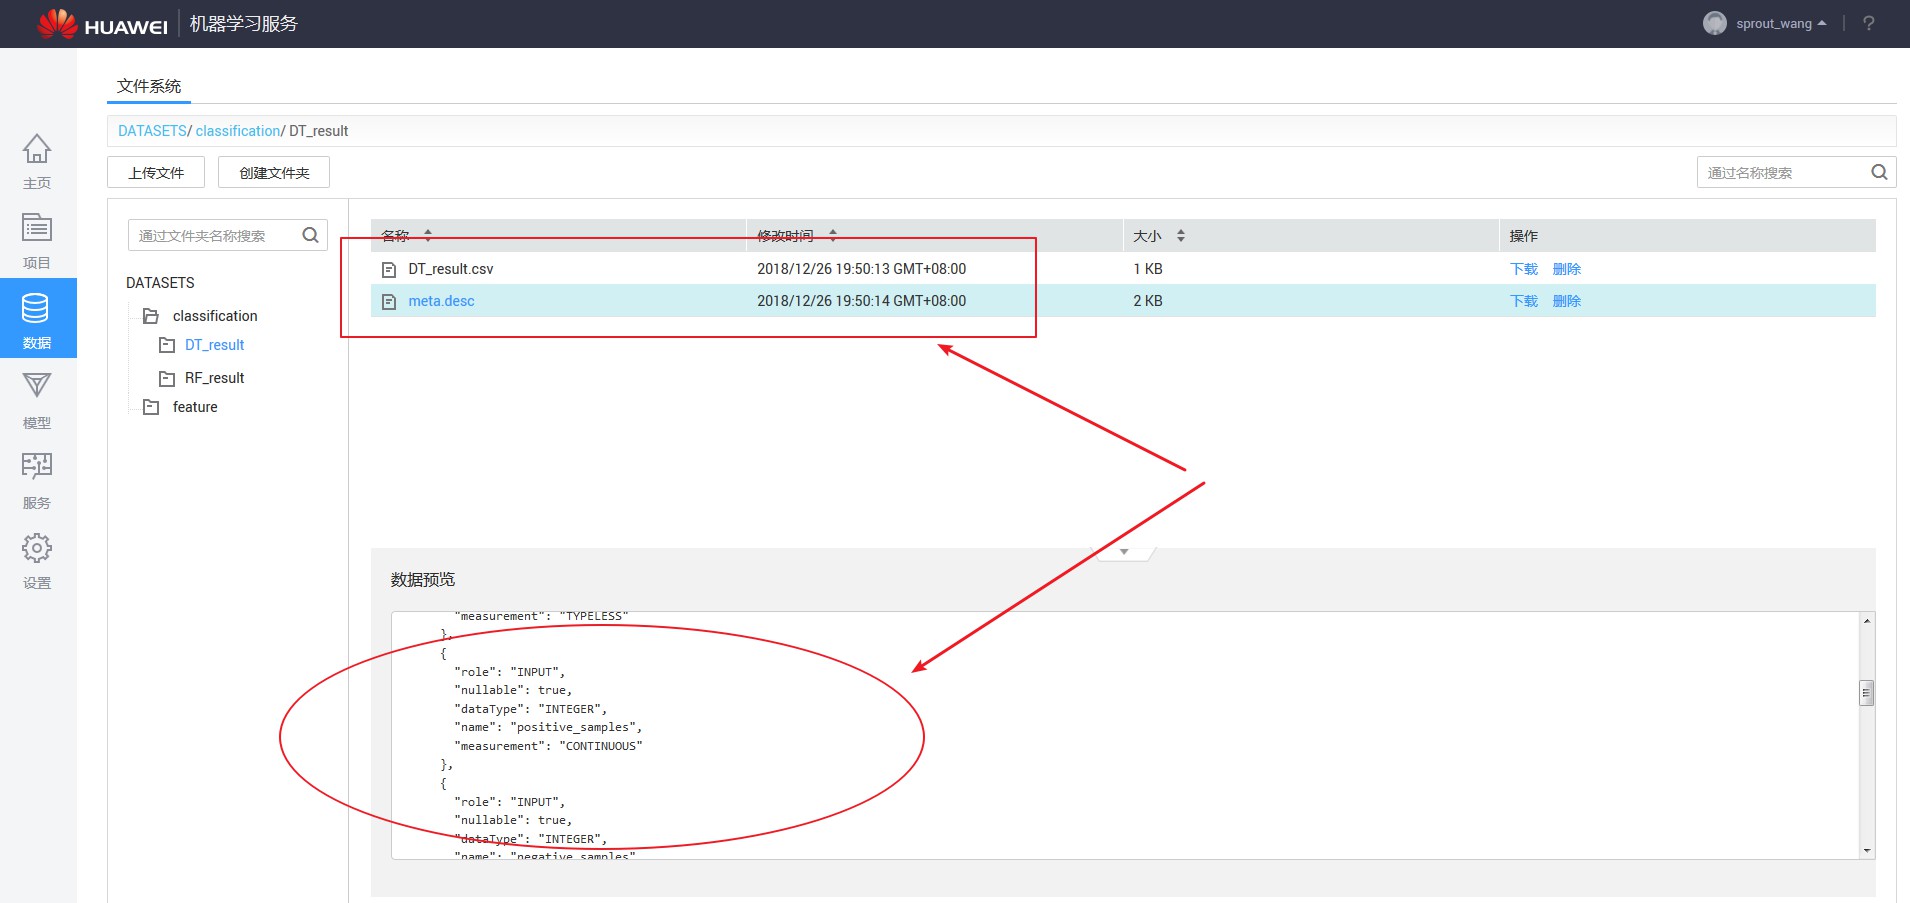 HUAWEI 机器学习服务
sprout_wang ?
文件系统
DATASETS/ classification/ DT_result
上传文件 创建文件夹
通过名称搜索
主页
项目
数据
模型
服务
设置
通过文件夹名称搜索
DATASETS
classification
DT_result
RF_result
feature
名称 修改时间 大小 操作
DT_result.csv 2018/12/26 19:50:13 GMT+08:00 1 KB 下载 删除
meta.desc 2018/12/26 19:50:14 GMT+08:00 2 KB 下载 删除
数据预览
"measurement": "TYPELESS"
},
{
"role": "INPUT",
"nullable": true,
"dataType": "INTEGER",
"name": "positive_samples",
"measurement": "CONTINUOUS"
},
{
"role": "INPUT",
"nullable": true,
"dataType": "INTEGER",
"name": "negative_samples"